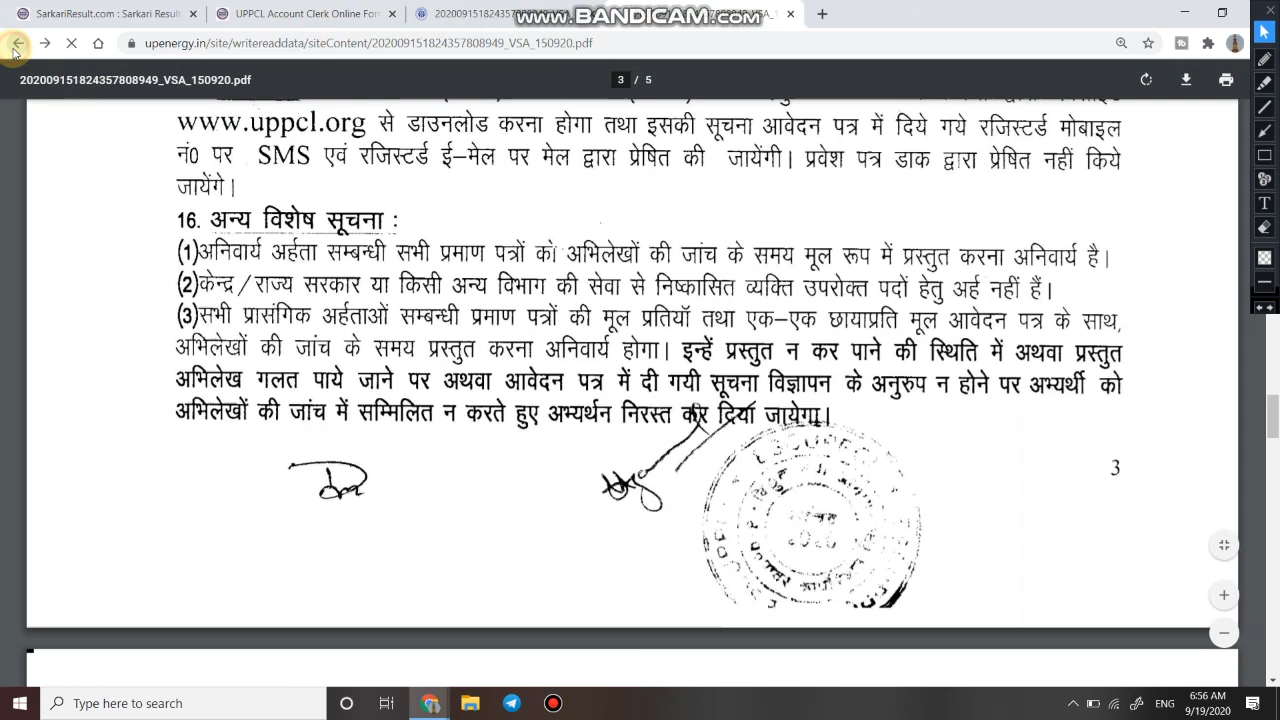 SarkariResult.com : Sarkari Result
UPPCL Account Clerk Online For
202009151824357808949_VSA_15
www.BANDICAM.com
upenergy.in/site/writereaddata/siteContent/202009151824357808949_VSA_150920.pdf
202009151824357808949_VSA_150920.pdf
3 / 5
www.uppcl.org से डाउनलोड करना होगा तथा इसकी सूचना आवेदन पत्र में दिये गये रजिस्टर्ड मोबाइल
नं0 पर SMS एवं रजिस्टर्ड ई-मेल पर मेल द्वारा प्रेषित की जायेंगी। प्रवेश पत्र डाक द्वारा प्रेषित नहीं किये
जायेंगे।
16. अन्य विशेष सूचना :
(1)अनिवार्य अर्हता सम्बन्धी सभी प्रमाण पत्रों को अभिलेखों की जांच के समय मूल रूप में प्रस्तुत करना अनिवार्य है।
(2)केन्द्र/राज्य सरकार या किसी अन्य विभाग की सेवा से निष्कासित व्यक्ति उपरोक्त पदों हेतु अर्ह नहीं हैं।
(3)सभी प्रासंगिक अर्हताओं सम्बन्धी प्रमाण पत्रों की मूल प्रतियाँ तथा एक-एक छायाप्रति मूल आवेदन पत्र के साथ,
अभिलेखों की जांच के समय प्रस्तुत करना अनिवार्य होगा। इन्हें प्रस्तुत न कर पाने की स्थिति में अथवा प्रस्तुत
अभिलेख गलत पाये जाने पर अथवा आवेदन पत्र में दी गयी सूचना विज्ञापन के अनुरुप न होने पर अभ्यर्थी को
अभिलेखों की जांच में सम्मिलित न करते हुए अभ्यर्थन निरस्त कर दिया जायेगा।
3
Type here to search
ENG
6:56 AM
9/19/2020